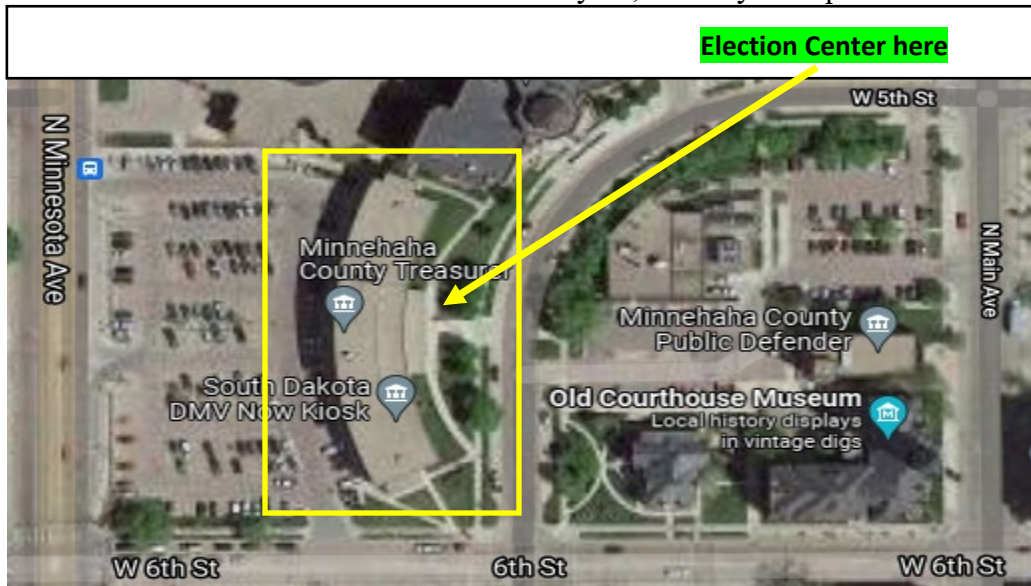 Election Center here
W 5th St
N Minnesota Ave
Minnehaha
County Treasurer
N Main Ave
Minnehaha County
Public Defender
South Dakota
DMV Now Kiosk
Old Courthouse Museum
Local history displays
in vintage digs
M
W 6th St
6th St
W 6th St